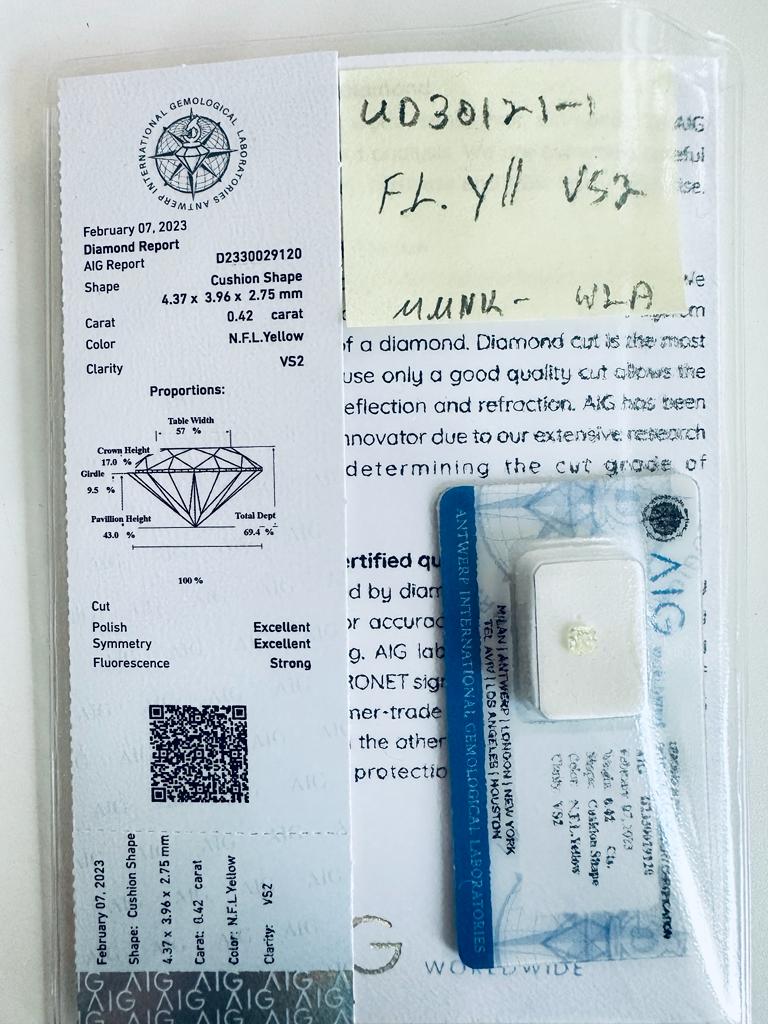 ANTWERP INTERNATIONAL GEMOLOGICAL LABORATORIES
February 07, 2023
Diamond Report
AIG Report D2330029120
Shape Cushion Shape
4.37 x 3.96 x 2.75 mm
Carat 0.42 carat
Color N.F.L.Yellow
Clarity VS2
Proportions:
Table Width
57 %
Crown Height
17.0 %
Girdle
9.5 %
Pavillion Height
43.0 %
Total Dept
69.4 %
100 %
Cut
Polish Excellent
Symmetry Excellent
Fluorescence Strong
February 07, 2023
Shape: Cushion Shape
4.37 x 3.96 x 2.75 mm
Carat: 0.42 carat
Color: N.F.L.Yellow
Clarity: VS2
AIG AIG AIG AIG
UD30121-1
FL. Y// VS2
of a diamond. Diamond cut is the most
use only a good quality cut allows the
eflection and refraction. AIG has been
nnovator due to our extensive research
determining the cut grade of
ertified qu
d by diam
or accurac
g. AIG lab
RONET sig
mer-trade
the other
protectio
WORLDWIDE
ANTWERP INTERNATIONAL GEMOLOGICAL LABORATORIES
MILAN | ANTWERP | LONDON | NEW YORK
TEL AVIV | LOS ANGELES | HOUSTON
AIG
AIG D2330029120
February 07, 2023
Weight 0.42 Cts.
Shape: Cushion Shape
Color: N.F.L.Yellow
Clarity VS2